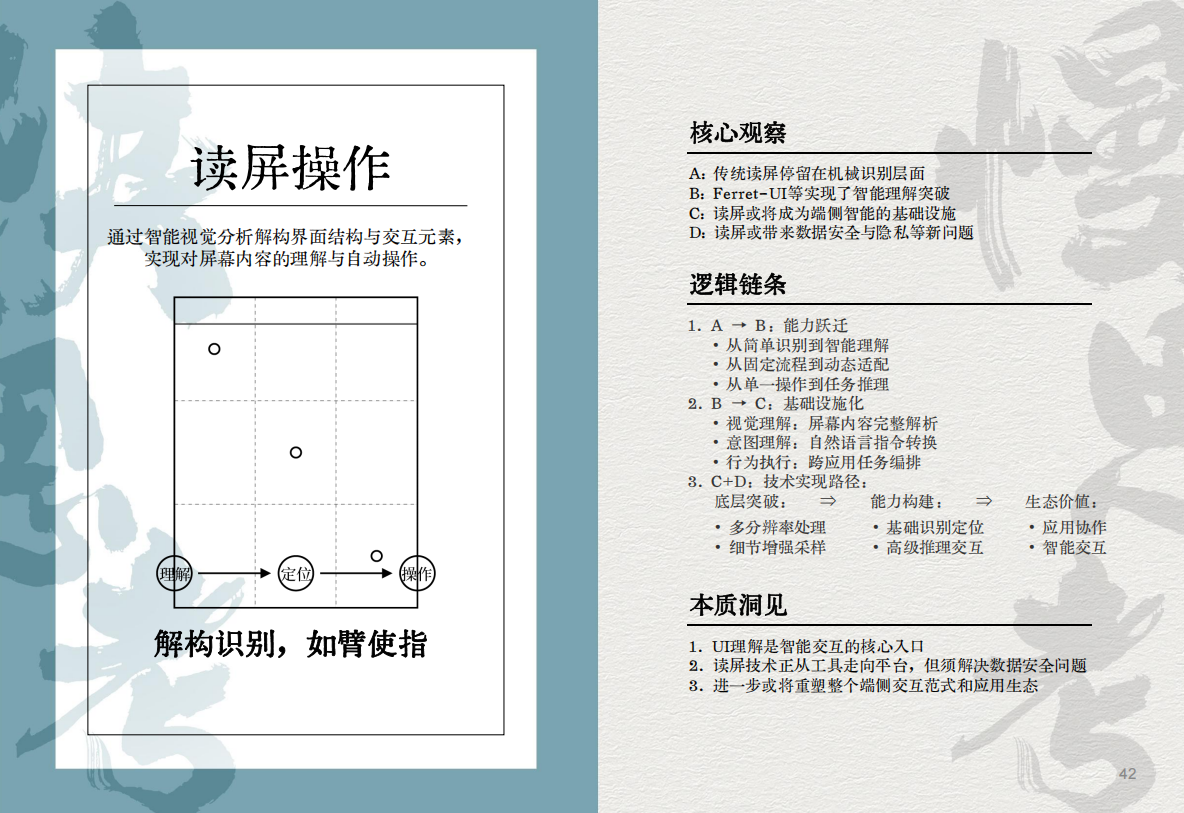 读屏操作
通过智能视觉分析解构界面结构与交互元素，
实现对屏幕内容的理解与自动操作。
理解
定位
操作
解构识别，如臂使指
核心观察
A: 传统读屏停留在机械识别层面
B: Ferret-UI等实现了智能理解突破
C: 读屏或将成为端侧智能的基础设施
D: 读屏或带来数据安全与隐私等新问题
逻辑链条
1. A → B: 能力跃迁
• 从简单识别到智能理解
• 从固定流程到动态适配
• 从单一操作到任务推理
2. B → C: 基础设施化
• 视觉理解: 屏幕内容完整解析
• 意图理解: 自然语言指令转换
• 行为执行: 跨应用任务编排
3. C+D: 技术实现路径:
底层突破: ⇒ 能力构建: ⇒ 生态价值:
• 多分辨率处理 • 基础识别定位 • 应用协作
• 细节增强采样 • 高级推理交互 • 智能交互
本质洞见
1. UI理解是智能交互的核心入口
2. 读屏技术正从工具走向平台，但须解决数据安全问题
3. 进一步或将重塑整个端侧交互范式和应用生态
悟思考
42